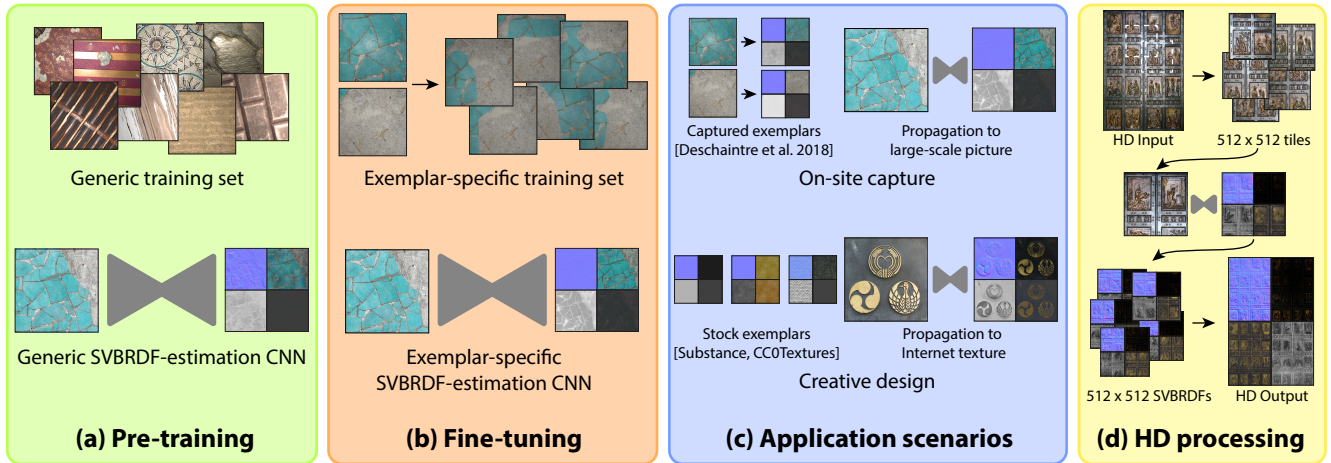 Generic training set
Generic SVBRDF-estimation CNN
(a) Pre-training
Exemplar-specific training set
Exemplar-specific
SVBRDF-estimation CNN
(b) Fine-tuning
Captured exemplars
[Deschaintre et al. 2018]
Propagation to
large-scale picture
On-site capture
Stock exemplars
[Substance, CC0Textures]
Propagation to
Internet texture
Creative design
(c) Application scenarios
HD Input
512 x 512 tiles
512 x 512 SVBRDFs
HD Output
(d) HD processing